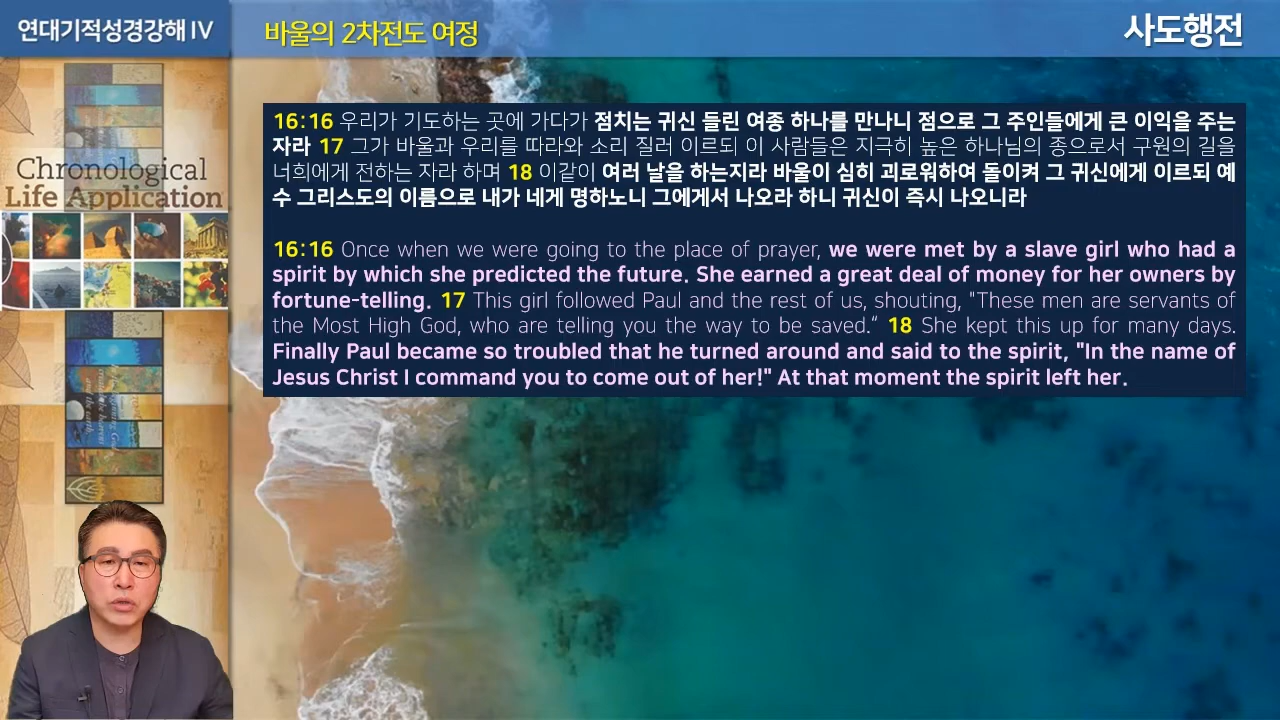 연대기적성경강해 IV
바울의 2차전도 여정
사도행전
Chronological
Life Application
16:16 우리가 기도하는 곳에 가다가 점치는 귀신 들린 여종 하나를 만나니 점으로 그 주인들에게 큰 이익을 주는
자라 17 그가 바울과 우리를 따라와 소리 질러 이르되 이 사람들은 지극히 높은 하나님의 종으로서 구원의 길을
너희에게 전하는 자라 하며 18 이같이 여러 날을 하는지라 바울이 심히 괴로워하여 돌이켜 그 귀신에게 이르되 예
수 그리스도의 이름으로 내가 네게 명하노니 그에게서 나오라 하니 귀신이 즉시 나오니라
16:16 Once when we were going to the place of prayer, we were met by a slave girl who had a
spirit by which she predicted the future. She earned a great deal of money for her owners by
fortune-telling. 17 This girl followed Paul and the rest of us, shouting, "These men are servants of
the Most High God, who are telling you the way to be saved.“ 18 She kept this up for many days.
Finally Paul became so troubled that he turned around and said to the spirit, "In the name of
Jesus Christ I command you to come out of her!" At that moment the spirit left her.